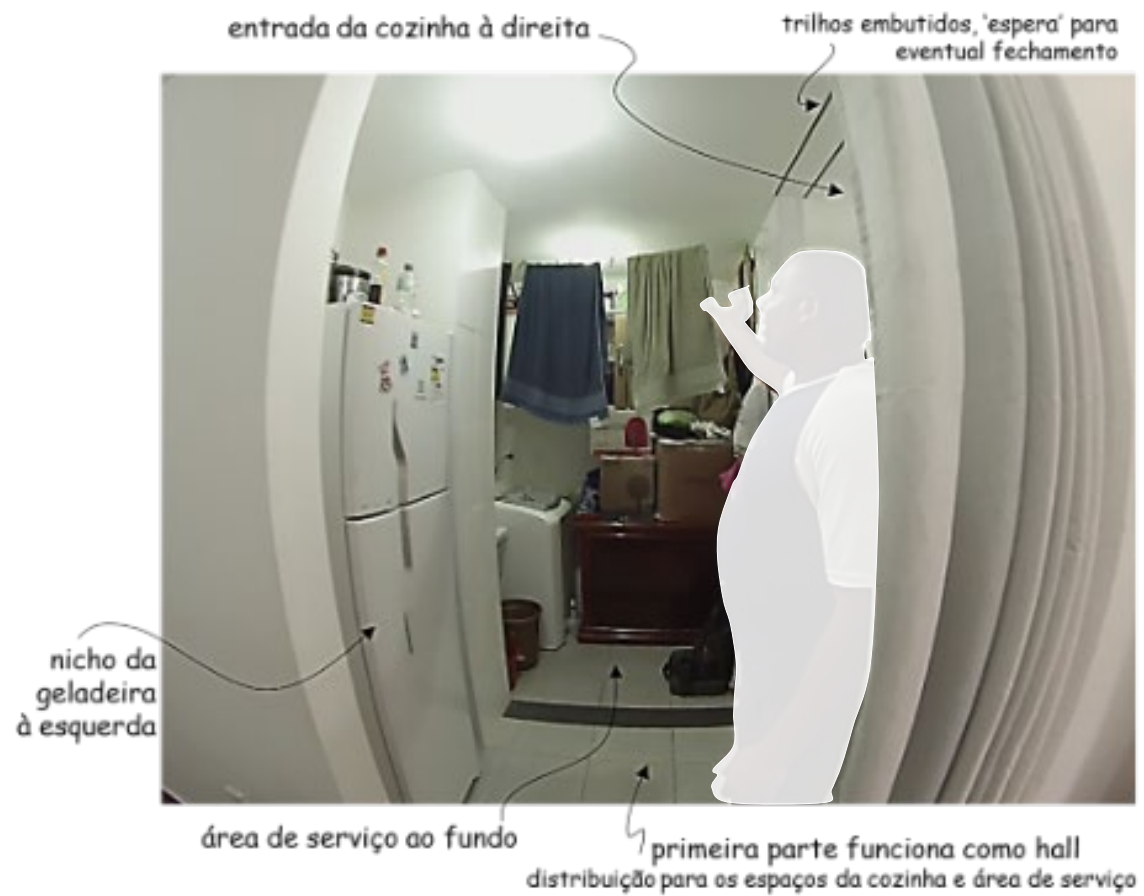 entrada da cozinha à direita
trilhos embutidos, 'espera' para
eventual fechamento
nicho da
geladeira
à esquerda
área de serviço ao fundo
primeira parte funciona como hall
distribuição para os espaços da cozinha e área de serviço